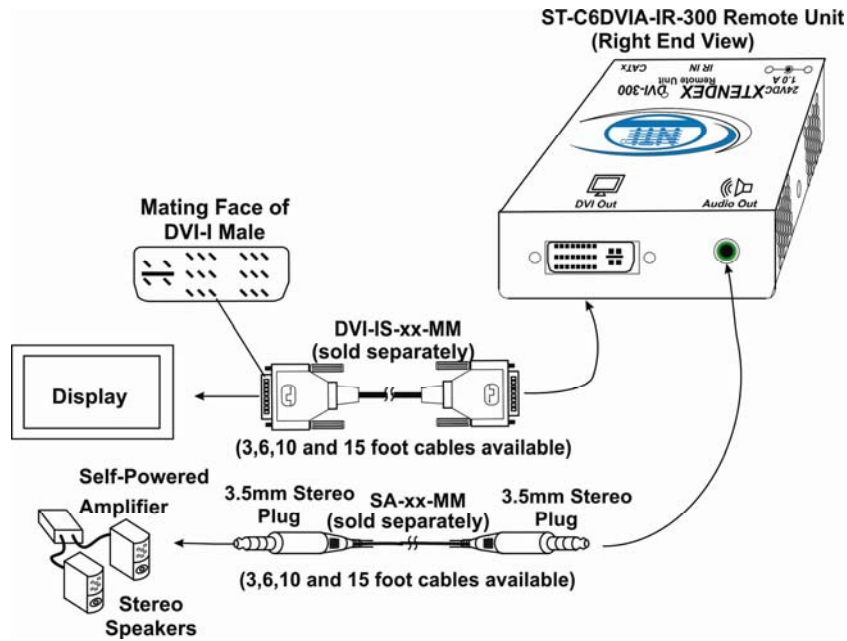 ST-C6DVIA-IR-300 Remote Unit
(Right End View)
24VDC
1.0 A
XTENDEX
DVI-300
Remote Unit
IR IN
CATx
NTI
DVI Out
Audio Out
Mating Face of
DVI-I Male
DVI-IS-xx-MM
(sold separately)
Display
(3,6,10 and 15 foot cables available)
Self-Powered
Amplifier
3.5mm Stereo
Plug
SA-xx-MM
(sold separately)
3.5mm Stereo
Plug
(3,6,10 and 15 foot cables available)
Stereo
Speakers